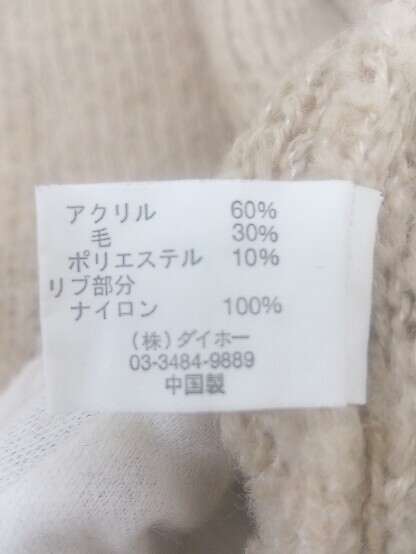 アクリル 60%
毛 30%
ポリエステル 10%
リブ部分
ナイロン 100%
(株)ダイホー
03-3484-9889
中国製